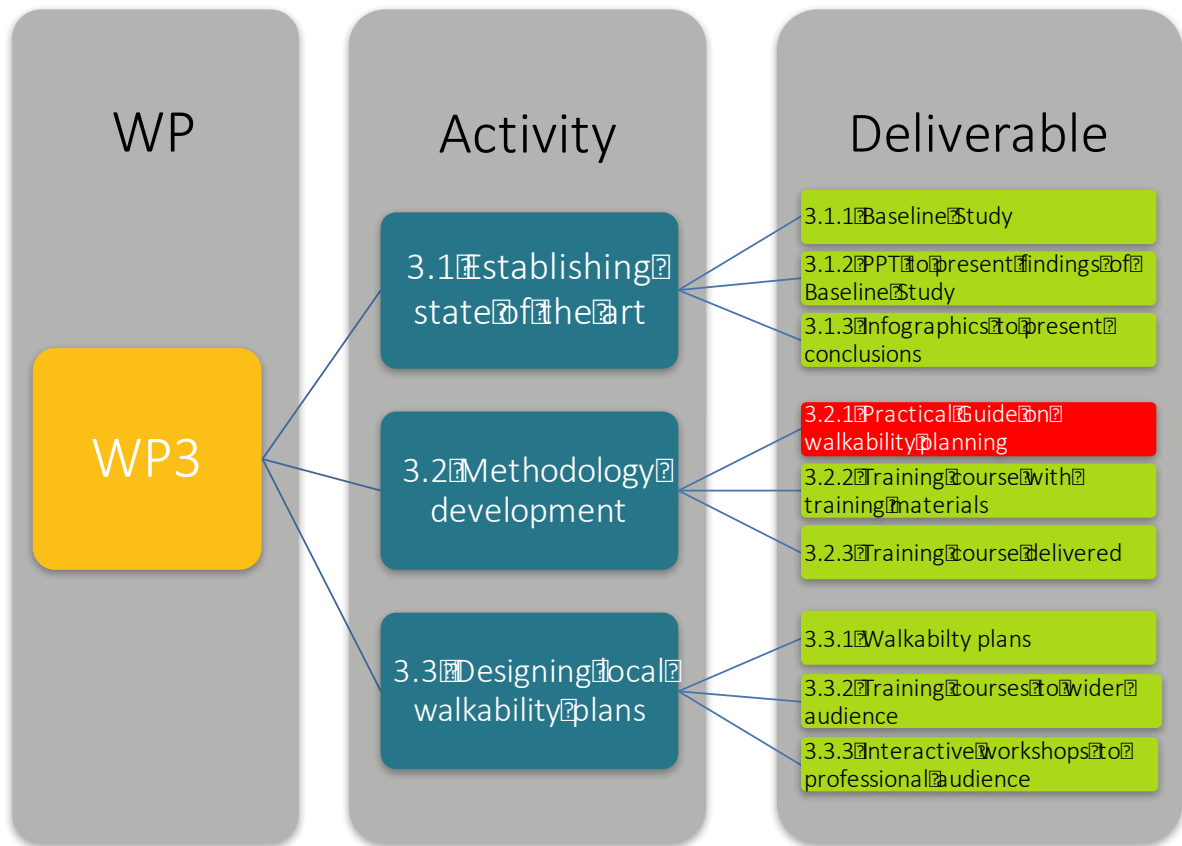 WP
Activity
Deliverable
WP3
3.1 Establishing
state of the art
3.2 Methodology
development
3.3 Designing local
walkability plans
3.1.1 Baseline Study
3.1.2 PPT to present findings of
Baseline Study
3.1.3 Infographics to present
conclusions
3.2.1 Practical Guide on
walkability planning
3.2.2 Training course with
training materials
3.2.3 Training course delivered
3.3.1 Walkabilty plans
3.3.2 Training courses to wider
audience
3.3.3 Interactive workshops to
professional audience